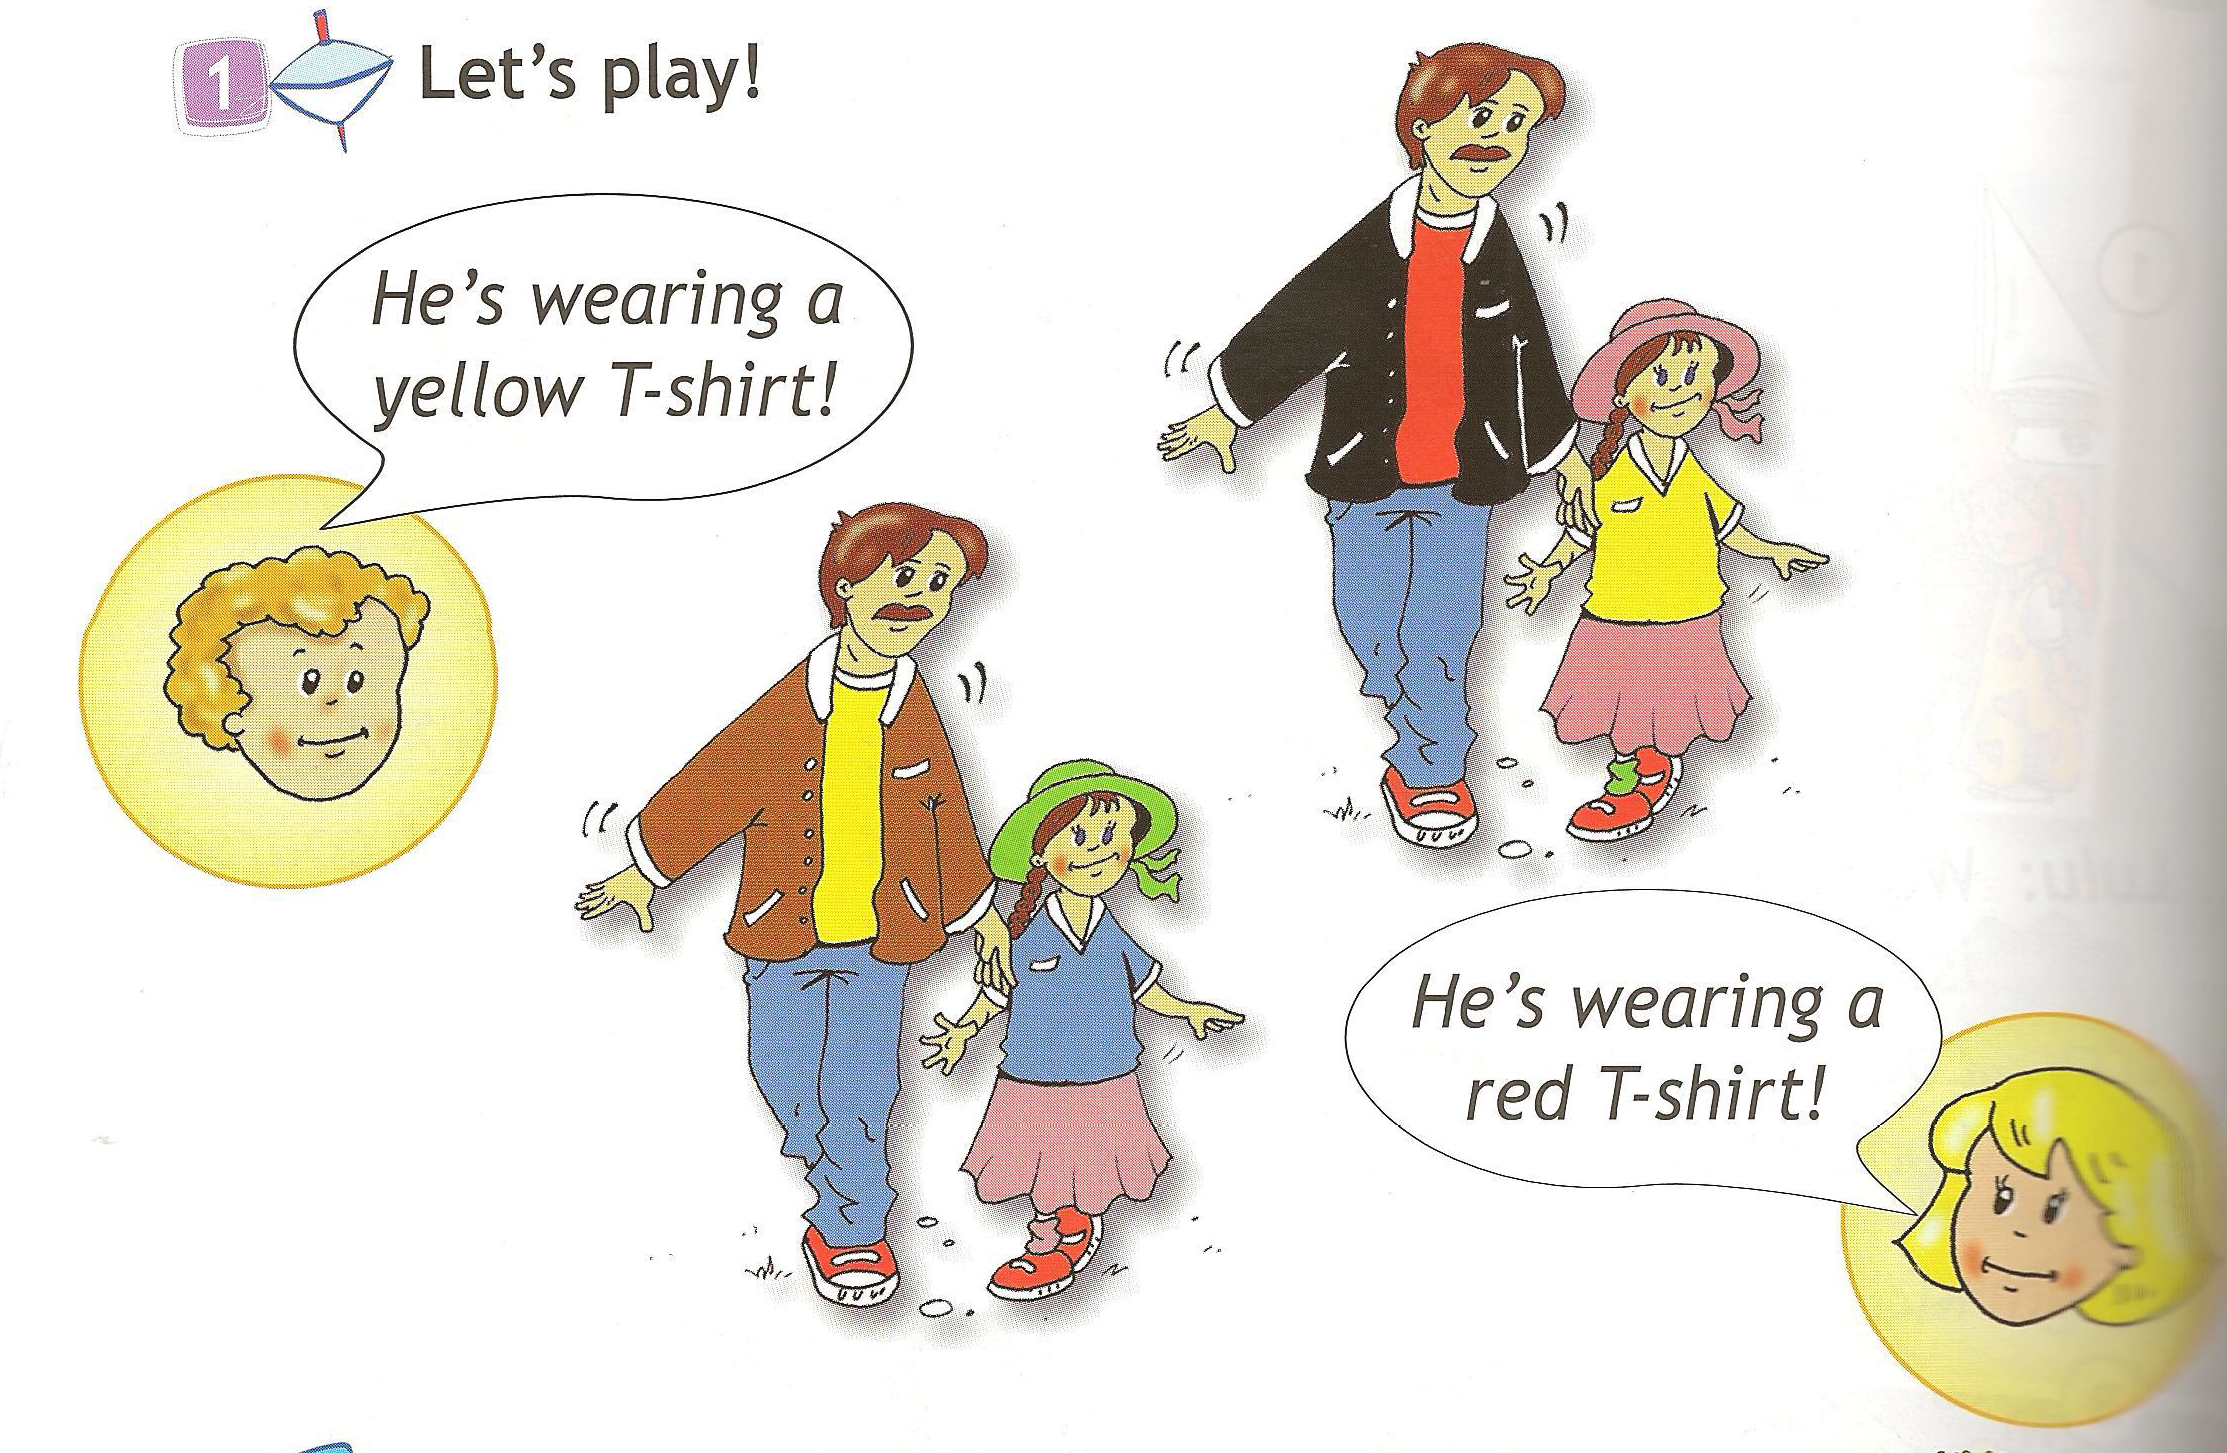 1 Let's play!
He's wearing a
yellow T-shirt!
He's wearing a
red T-shirt!